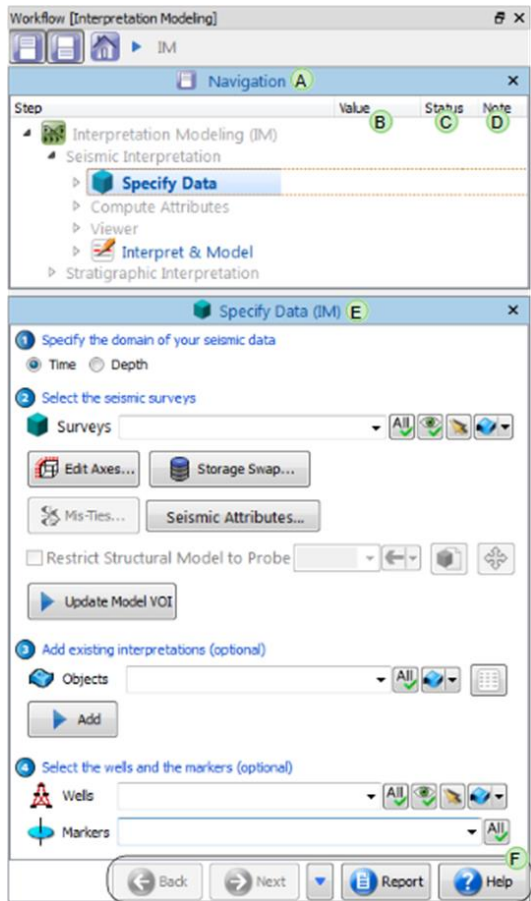 Workflow [Interpretation Modeling]
IM
Navigation A
Step Value Status Note
B C D
Interpretation Modeling (IM)
Seismic Interpretation
Specify Data
Compute Attributes
Viewer
Interpret & Model
Stratigraphic Interpretation
Specify Data (IM) E
1 Specify the domain of your seismic data
Time Depth
2 Select the seismic surveys
Surveys All
Edit Axes... Storage Swap...
Mis-Ties... Seismic Attributes...
Restrict Structural Model to Probe
Update Model VOI
3 Add existing interpretations (optional)
Objects All
Add
4 Select the wells and the markers (optional)
Wells All
Markers All
F
Back Next Report Help